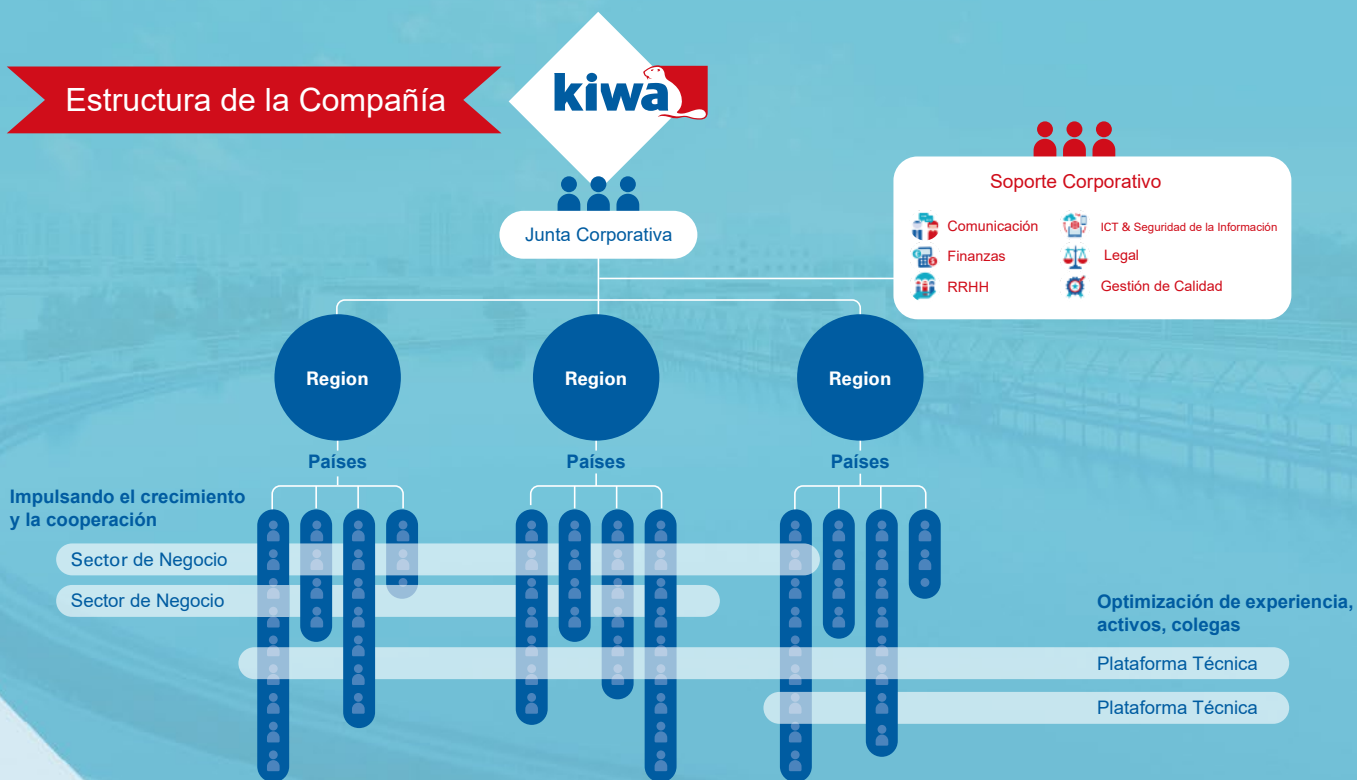 Estructura de la Compañía
kiwa
Junta Corporativa
Soporte Corporativo
Comunicación
ICT & Seguridad de la Información
Finanzas
Legal
RRHH
Gestión de Calidad
Region
Region
Region
Países
Países
Países
Impulsando el crecimiento
y la cooperación
Sector de Negocio
Sector de Negocio
Optimización de experiencia,
activos, colegas
Plataforma Técnica
Plataforma Técnica